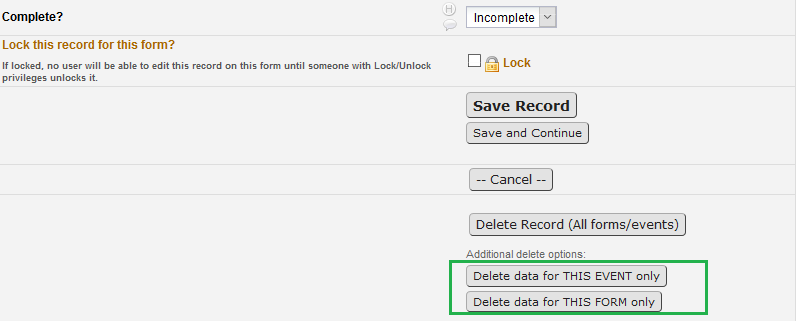 Complete?
H
Incomplete
Lock this record for this form?
If locked, no user will be able to edit this record on this form until someone with Lock/Unlock
privileges unlocks it.
Lock
Save Record
Save and Continue
-- Cancel --
Delete Record (All forms/events)
Additional delete options:
Delete data for THIS EVENT only
Delete data for THIS FORM only